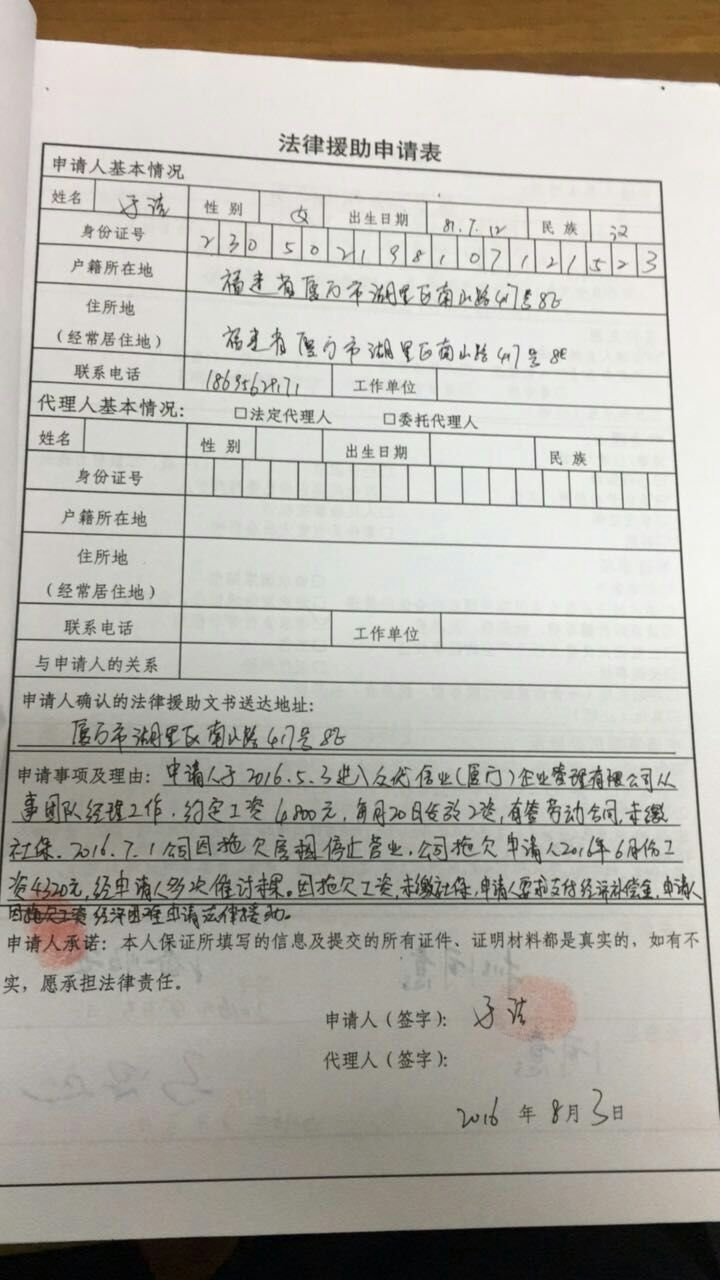 法律援助申请表
申请人基本情况
姓名 于洁 性别 女 出生日期 81.7.12 民族 汉
身份证号 230502198107121523
户籍所在地 福建省厦门市湖里区南山路417号8E
住所地
(经常居住地) 福建省厦门市湖里区南山路417号8E
联系电话 工作单位
代理人基本情况: □法定代理人 □委托代理人
姓名 性别 出生日期 民族
身份证号
户籍所在地
住所地
(经常居住地)
联系电话 工作单位
与申请人的关系
申请人确认的法律援助文书送达地址:
厦门市湖里区南山路417号8E
申请事项及理由: 申请人于2016.5.3进入友代信业(厦门)企业管理有限公司从
事团队经理工作.约定工资4800元,每月20日发放工资,有签劳动合同,未缴
社保.2016.7.1公司因拖欠房租停止营业.公司拖欠申请人2016年6月份工
资4320元,经申请人多次催讨未果。因拖欠工资,未缴社保,申请人要求支付经济补偿金.申请人
因拖欠工资经济困难申请法律援助。
申请人承诺:本人保证所填写的信息及提交的所有证件、证明材料都是真实的,如有不
实,愿承担法律责任。
申请人(签字): 于洁
代理人(签字):
2016年8月3日